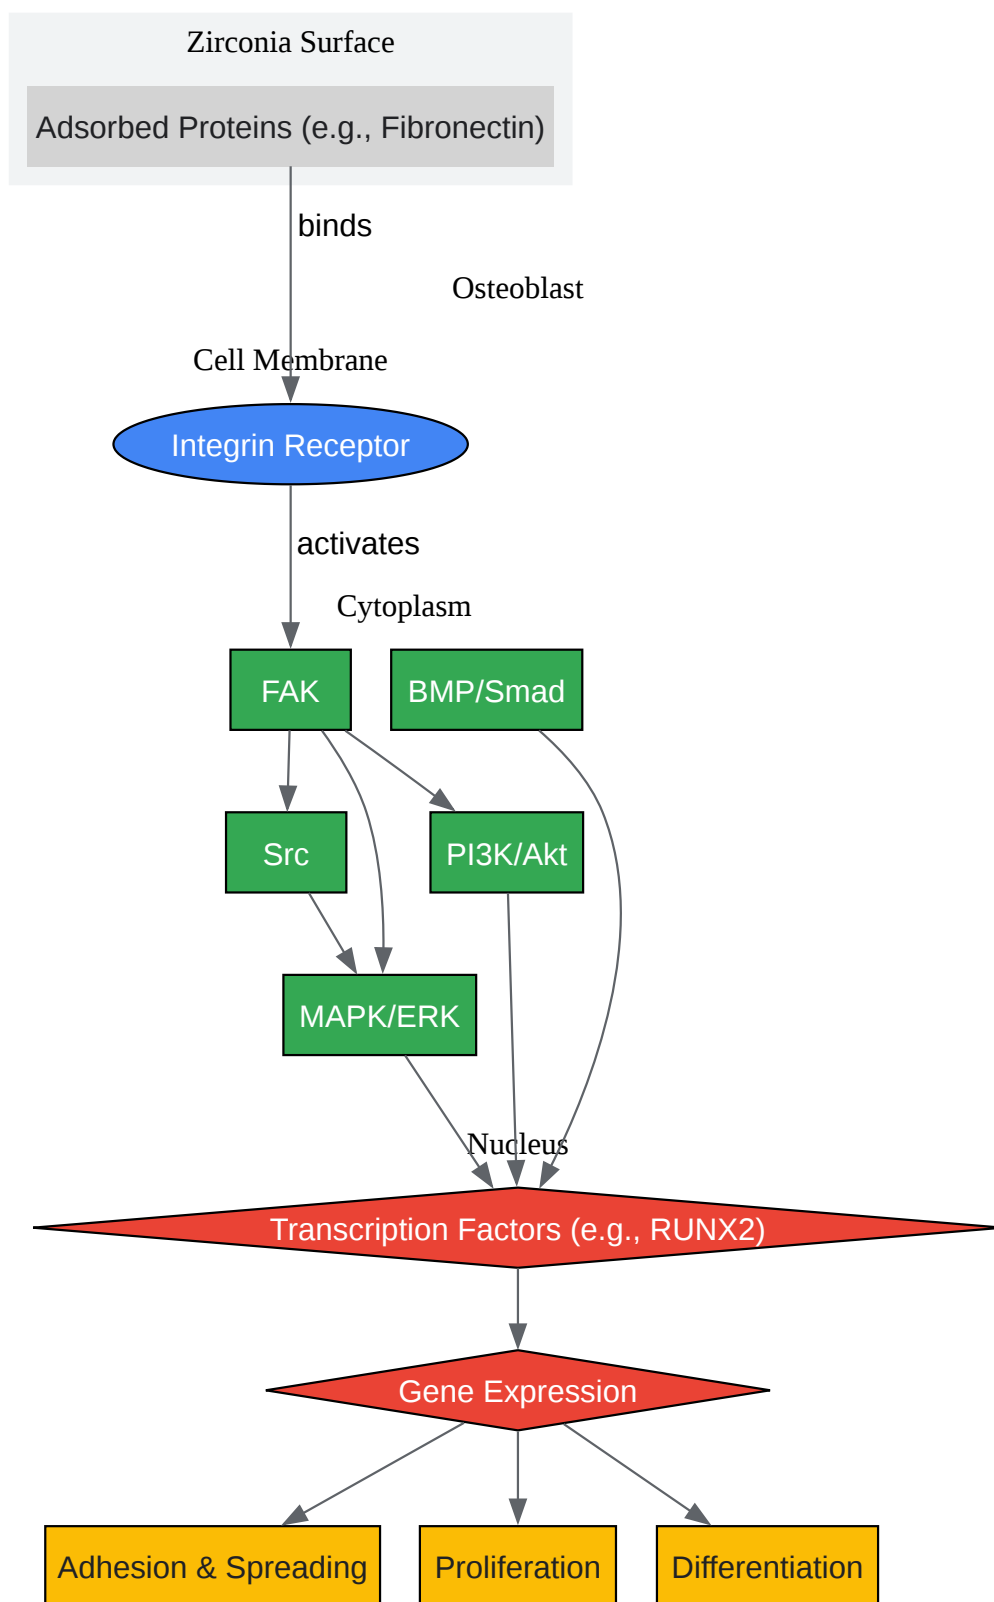 Zirconia Surface
Adsorbed Proteins (e.g., Fibronectin)
binds
Osteoblast
Cell Membrane
Integrin Receptor
activates
Cytoplasm
FAK
BMP/Smad
Src
PI3K/Akt
MAPK/ERK
Nucleus
Transcription Factors (e.g., RUNX2)
Gene Expression
Adhesion & Spreading
Proliferation
Differentiation